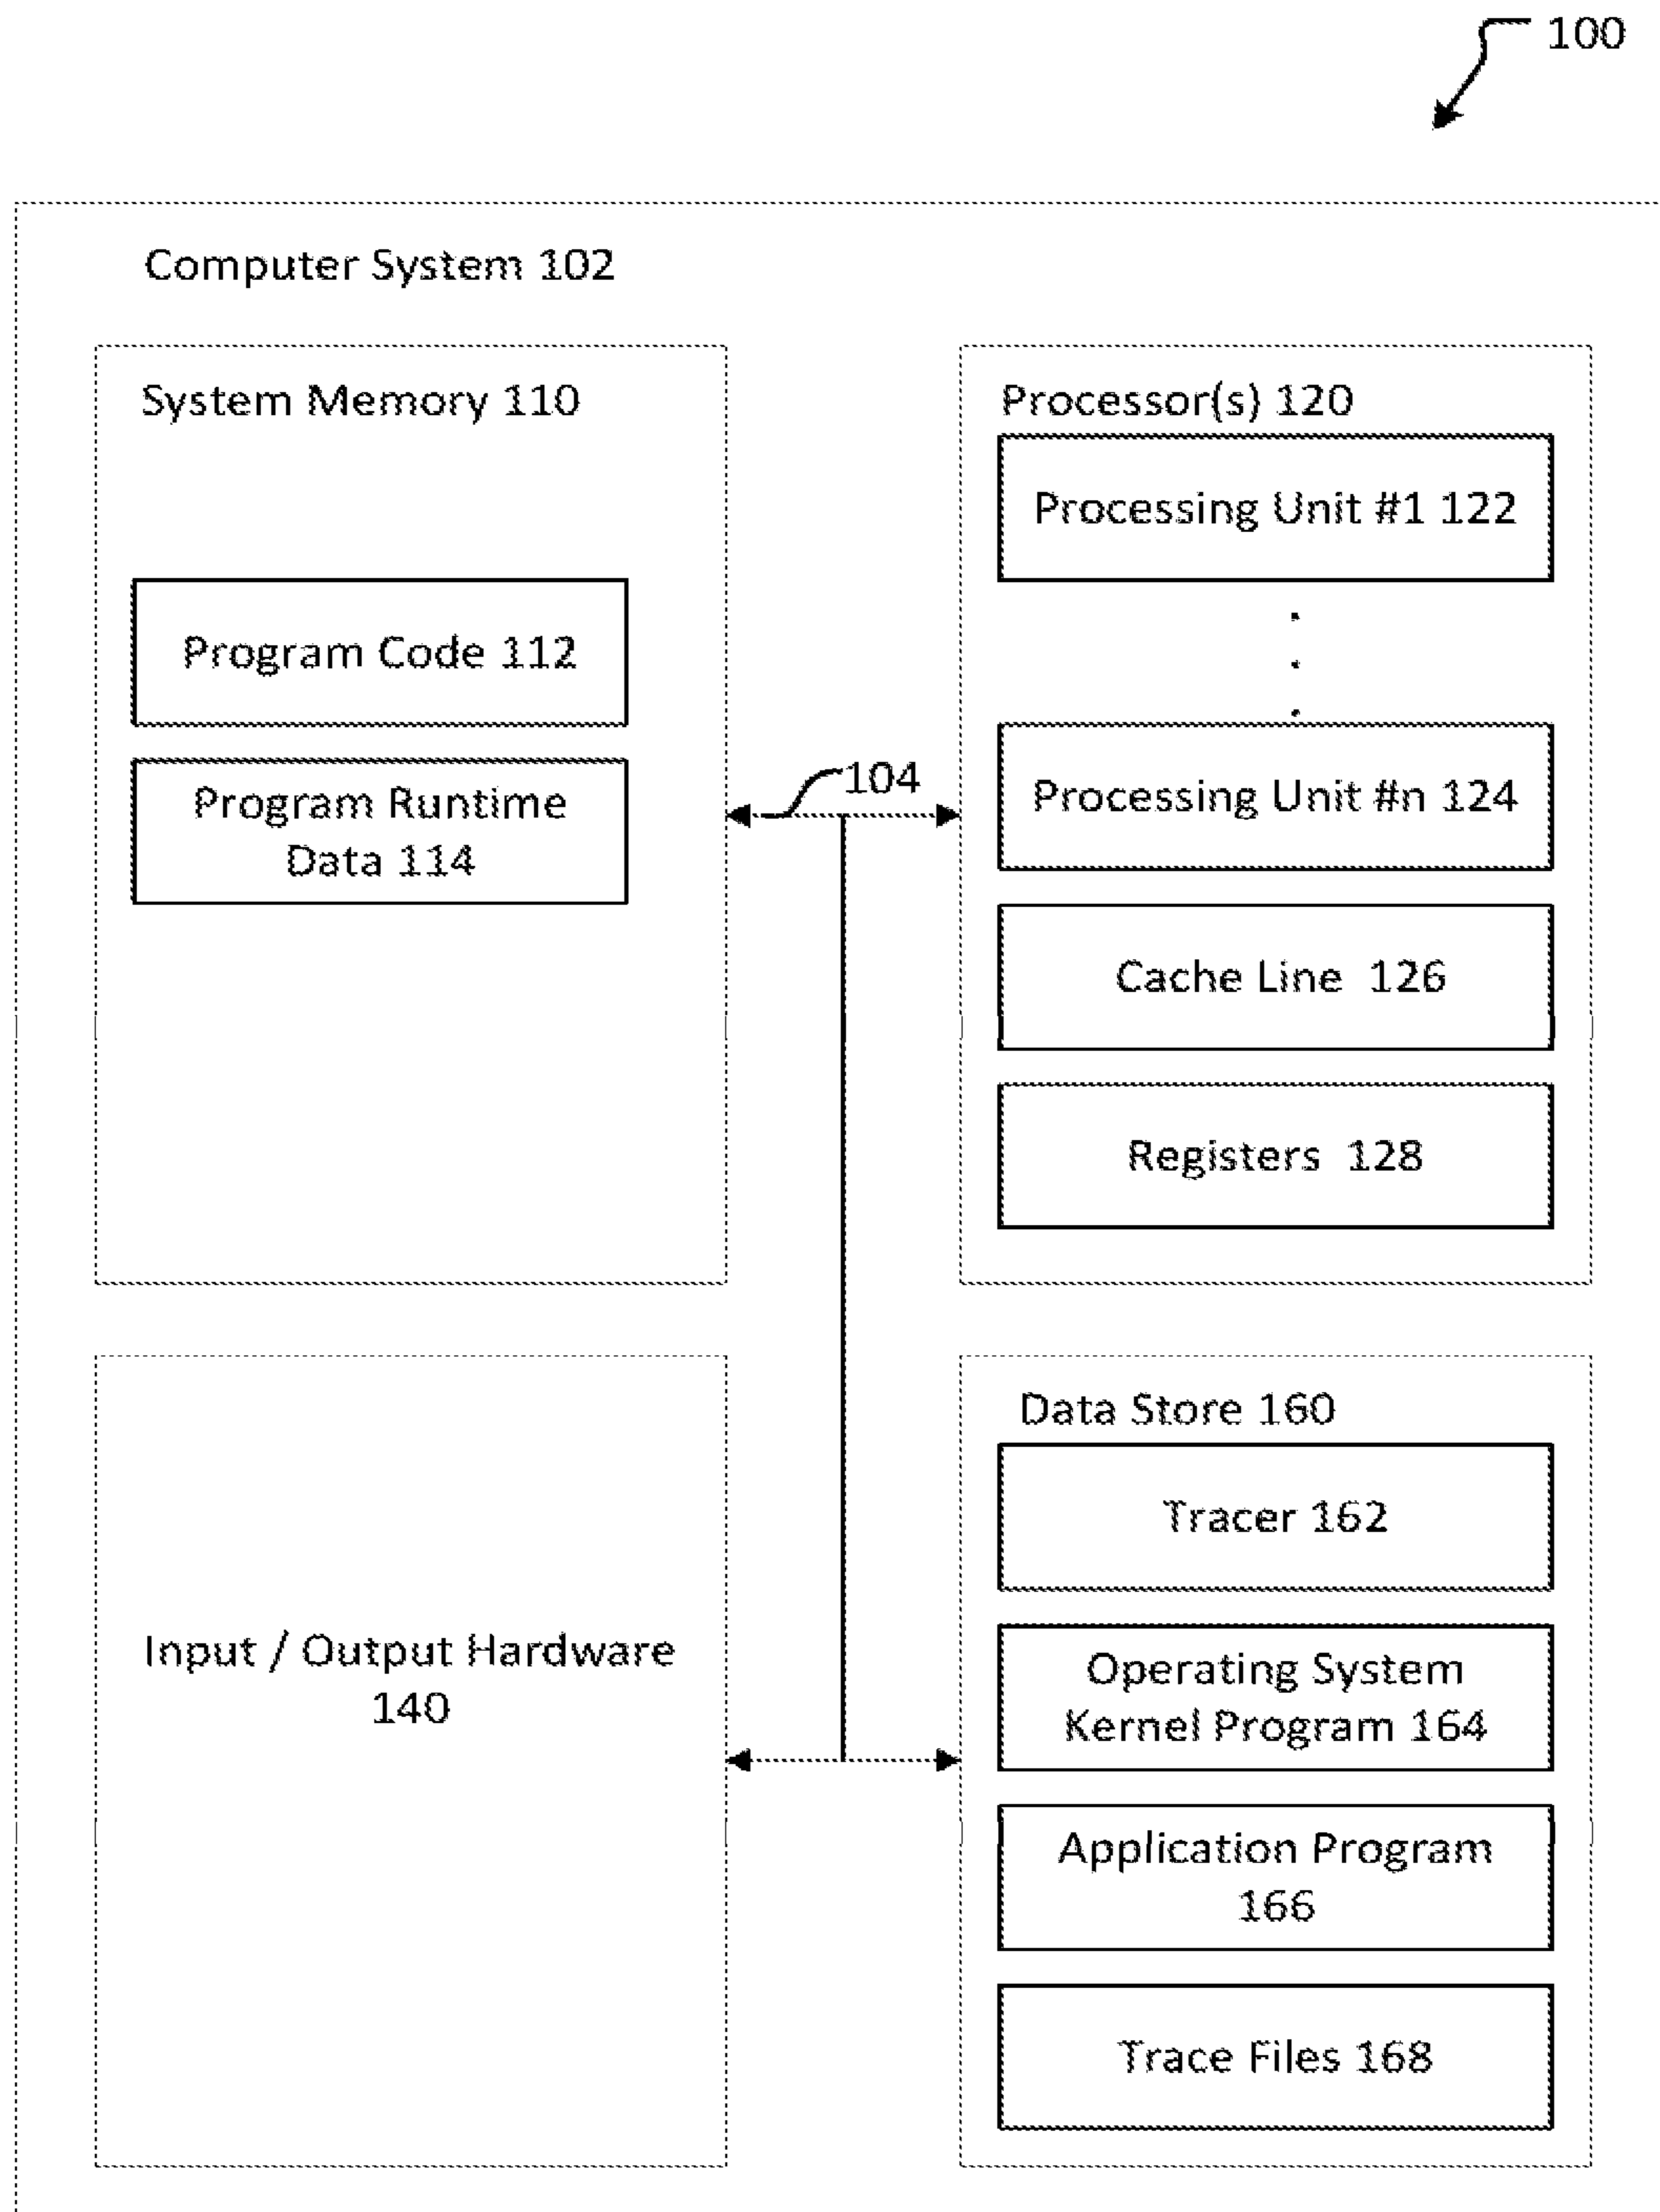 100
Computer System 102
System Memory 110
Program Code 112
Program Runtime
Data 114
104
Processor(s) 120
Processing Unit #1 122
Processing Unit #n 124
Cache Line 126
Registers 128
Input / Output Hardware
140
Data Store 160
Tracer 162
Operating System
Kernel Program 164
Application Program
166
Trace Files 168